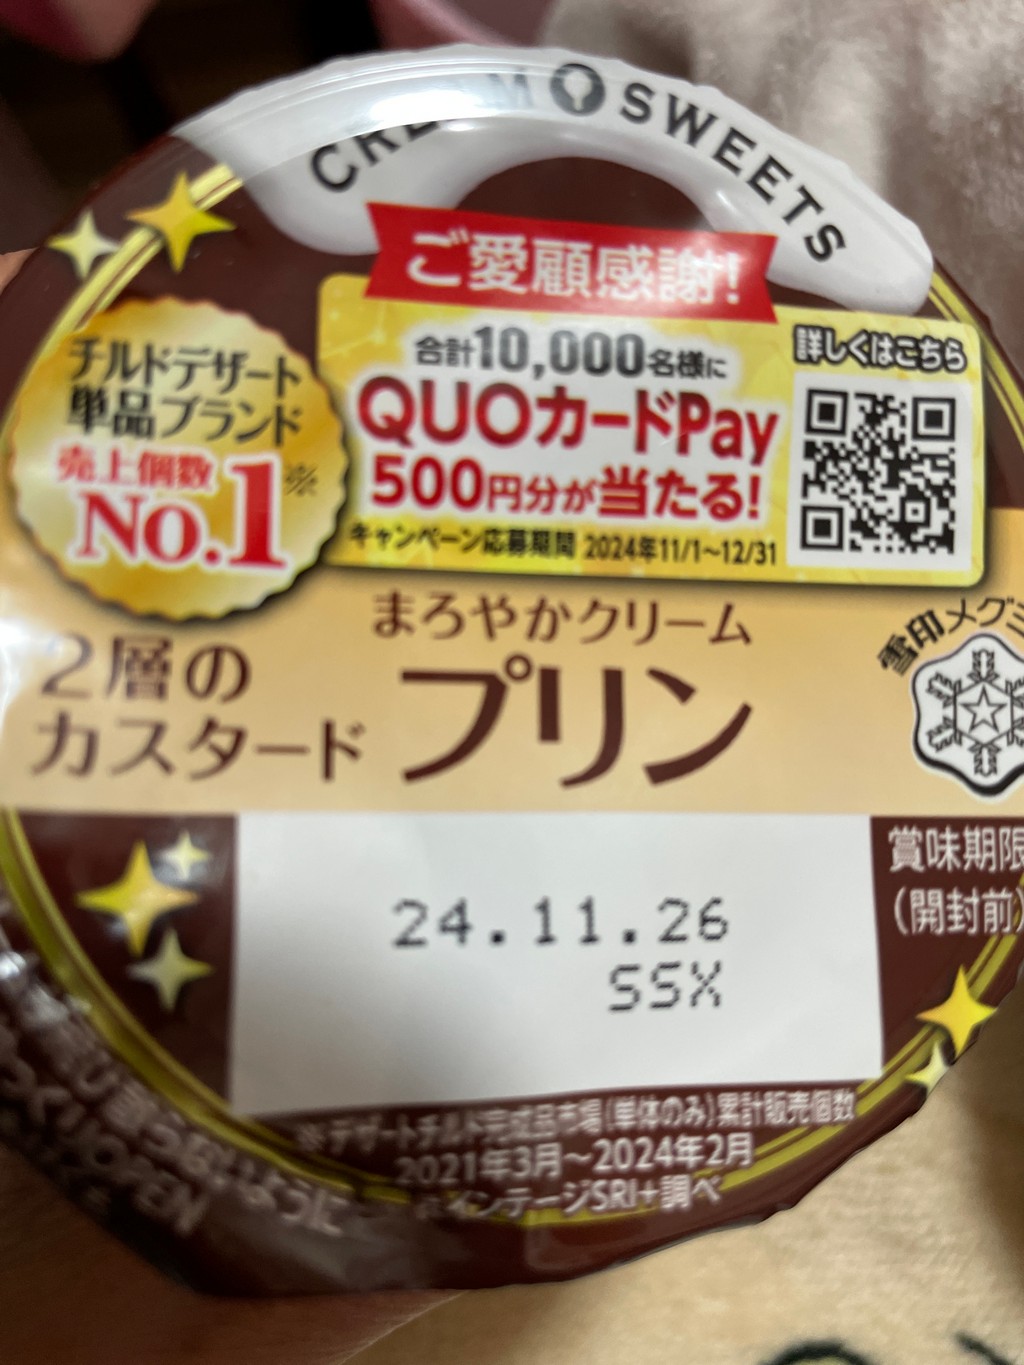 CREAM SWEETS
ご愛顧感謝!
合計10,000名様に
QUOカードPay
500円分が当たる!
キャンペーン応募期間 2024年11/1~12/31
詳しくはこちら
チルドデザート
単品ブランド
売上個数※
No.1
まろやかクリーム
プリン
2層の
カスタード
雪印メグミ
24.11.26
SSX
賞味期限
(開封前)
※デザートチルド完成品市場(単体のみ)累計販売個数
2021年3月~2024年2月
インテージSRI+調べ